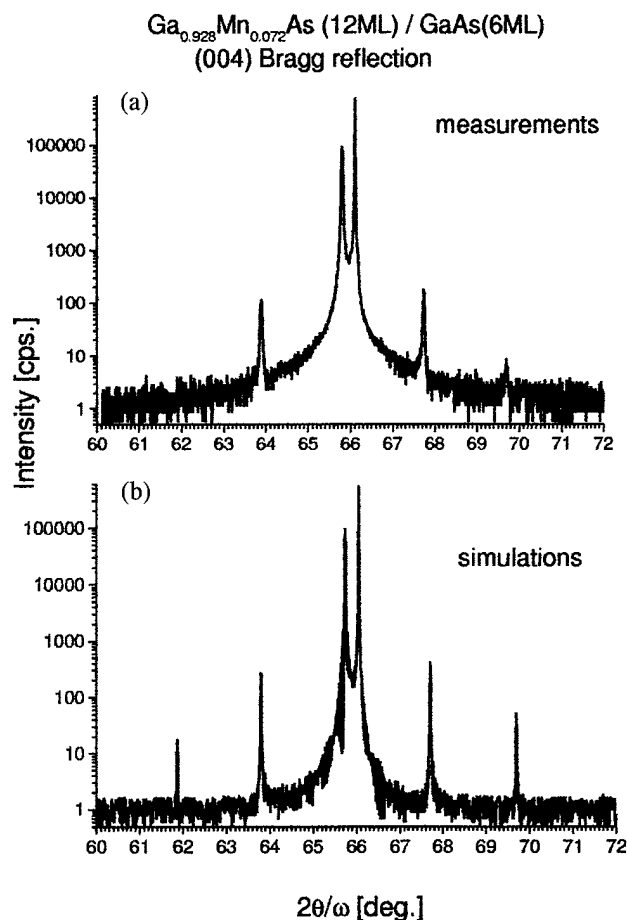 Ga0.928Mn0.072As (12ML) / GaAs(6ML)
(004) Bragg reflection
(a)
measurements
100000
10000
1000
100
10
1
60 61 62 63 64 65 66 67 68 69 70 71 72
Intensity [cps.]
(b)
simulations
100000
10000
1000
100
10
1
60 61 62 63 64 65 66 67 68 69 70 71 72
2θ/ω [deg.]